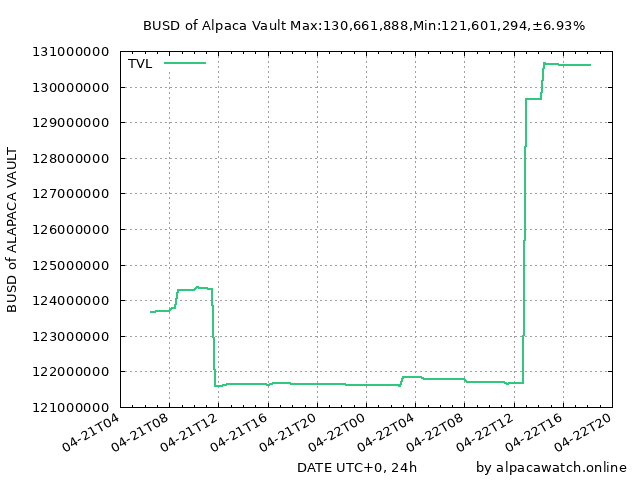 BUSD of Alpaca Vault Max:130,661,888,Min:121,601,294,±6.93%
TVL
131000000
130000000
129000000
128000000
127000000
126000000
125000000
124000000
123000000
122000000
121000000
BUSD of ALAPACA VAULT
04-21T04
04-21T08
04-21T12
04-21T16
04-21T20
04-22T00
04-22T04
04-22T08
04-22T12
04-22T16
04-22T20
DATE UTC+0, 24h
by alpacawatch.online